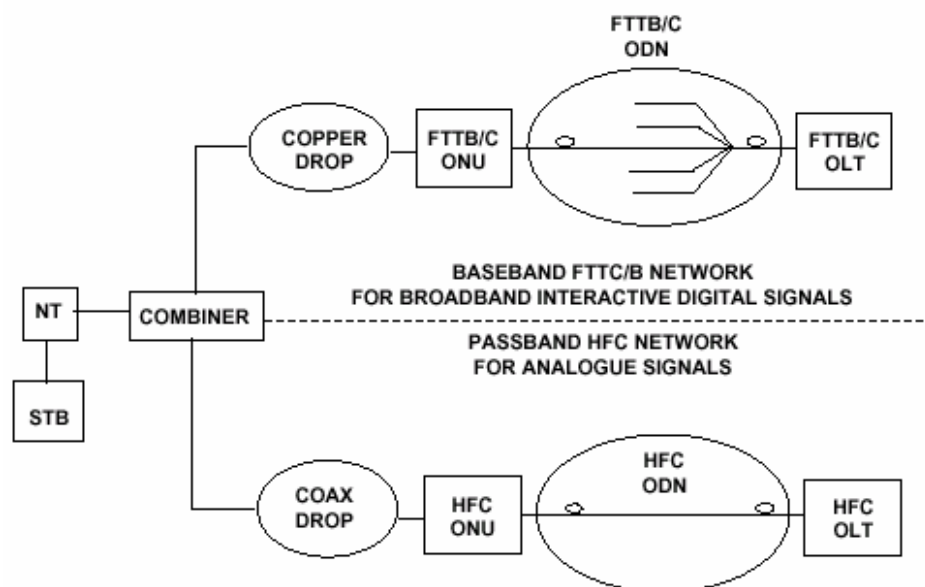 FTTB/C
ODN
COPPER
DROP
FTTB/C
ONU
FTTB/C
OLT
BASEBAND FTTC/B NETWORK
FOR BROADBAND INTERACTIVE DIGITAL SIGNALS
NT
COMBINER
PASSBAND HFC NETWORK
FOR ANALOGUE SIGNALS
STB
HFC
ODN
COAX
DROP
HFC
ONU
HFC
OLT